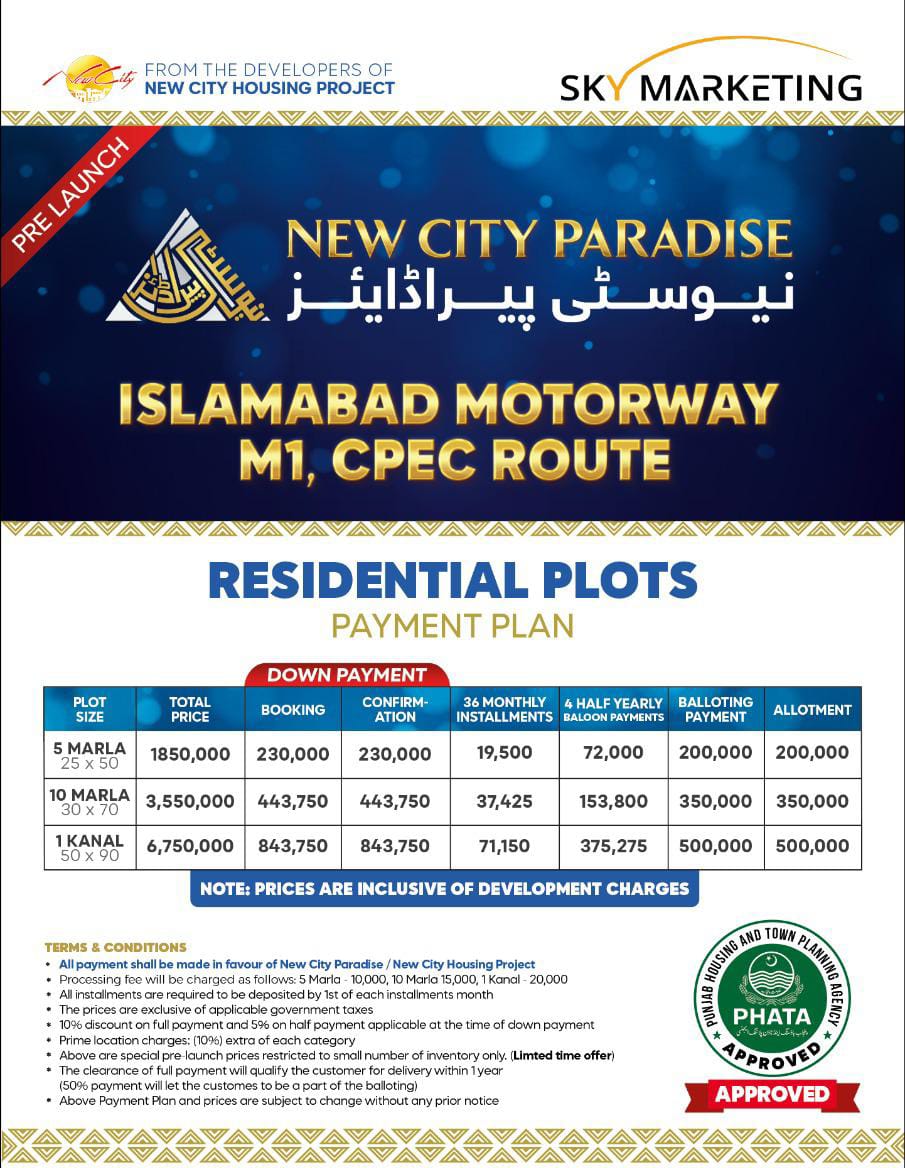 New City
FROM THE DEVELOPERS OF
NEW CITY HOUSING PROJECT
SKY MARKETING
PRE LAUNCH
NEW CITY PARADISE
نیوسٹی پیراڈائیز
ISLAMABAD MOTORWAY
M1, CPEC ROUTE
RESIDENTIAL PLOTS
PAYMENT PLAN
DOWN PAYMENT
PLOT SIZE TOTAL PRICE BOOKING CONFIRM-ATION 36 MONTHLY INSTALLMENTS 4 HALF YEARLY BALOON PAYMENTS BALLOTING PAYMENT ALLOTMENT
5 MARLA 25 x 50 1850,000 230,000 230,000 19,500 72,000 200,000 200,000
10 MARLA 30 x 70 3,550,000 443,750 443,750 37,425 153,800 350,000 350,000
1 KANAL 50 x 90 6,750,000 843,750 843,750 71,150 375,275 500,000 500,000
NOTE: PRICES ARE INCLUSIVE OF DEVELOPMENT CHARGES
TERMS & CONDITIONS
* All payment shall be made in favour of New City Paradise / New City Housing Project
* Processing fee will be charged as follows: 5 Marla - 10,000, 10 Marla 15,000, 1 Kanal - 20,000
* All installments are required to be deposited by 1st of each installments month
* The prices are exclusive of applicable government taxes
* 10% discount on full payment and 5% on half payment applicable at the time of down payment
* Prime location charges: (10%) extra of each category
* Above are special pre-launch prices restricted to small number of inventory only. (Limted time offer)
* The clearance of full payment will qualify the customer for delivery within 1 year
(50% payment will let the customes to be a part of the balloting)
* Above Payment Plan and prices are subject to change without any prior notice
PUNJAB HOUSING AND TOWN PLANNING AGENCY
PHATA
APPROVED
APPROVED